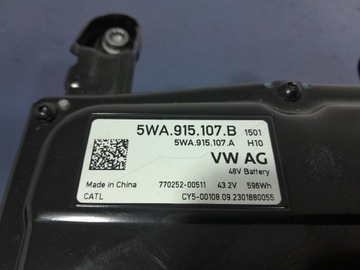 5WA.915.107.B 1501
5WA.915.107.A H10
VW AG
48V Battery
Made in China 770252-00511 43.2V 596Wh
CATL CY5-00108.09.2301880055